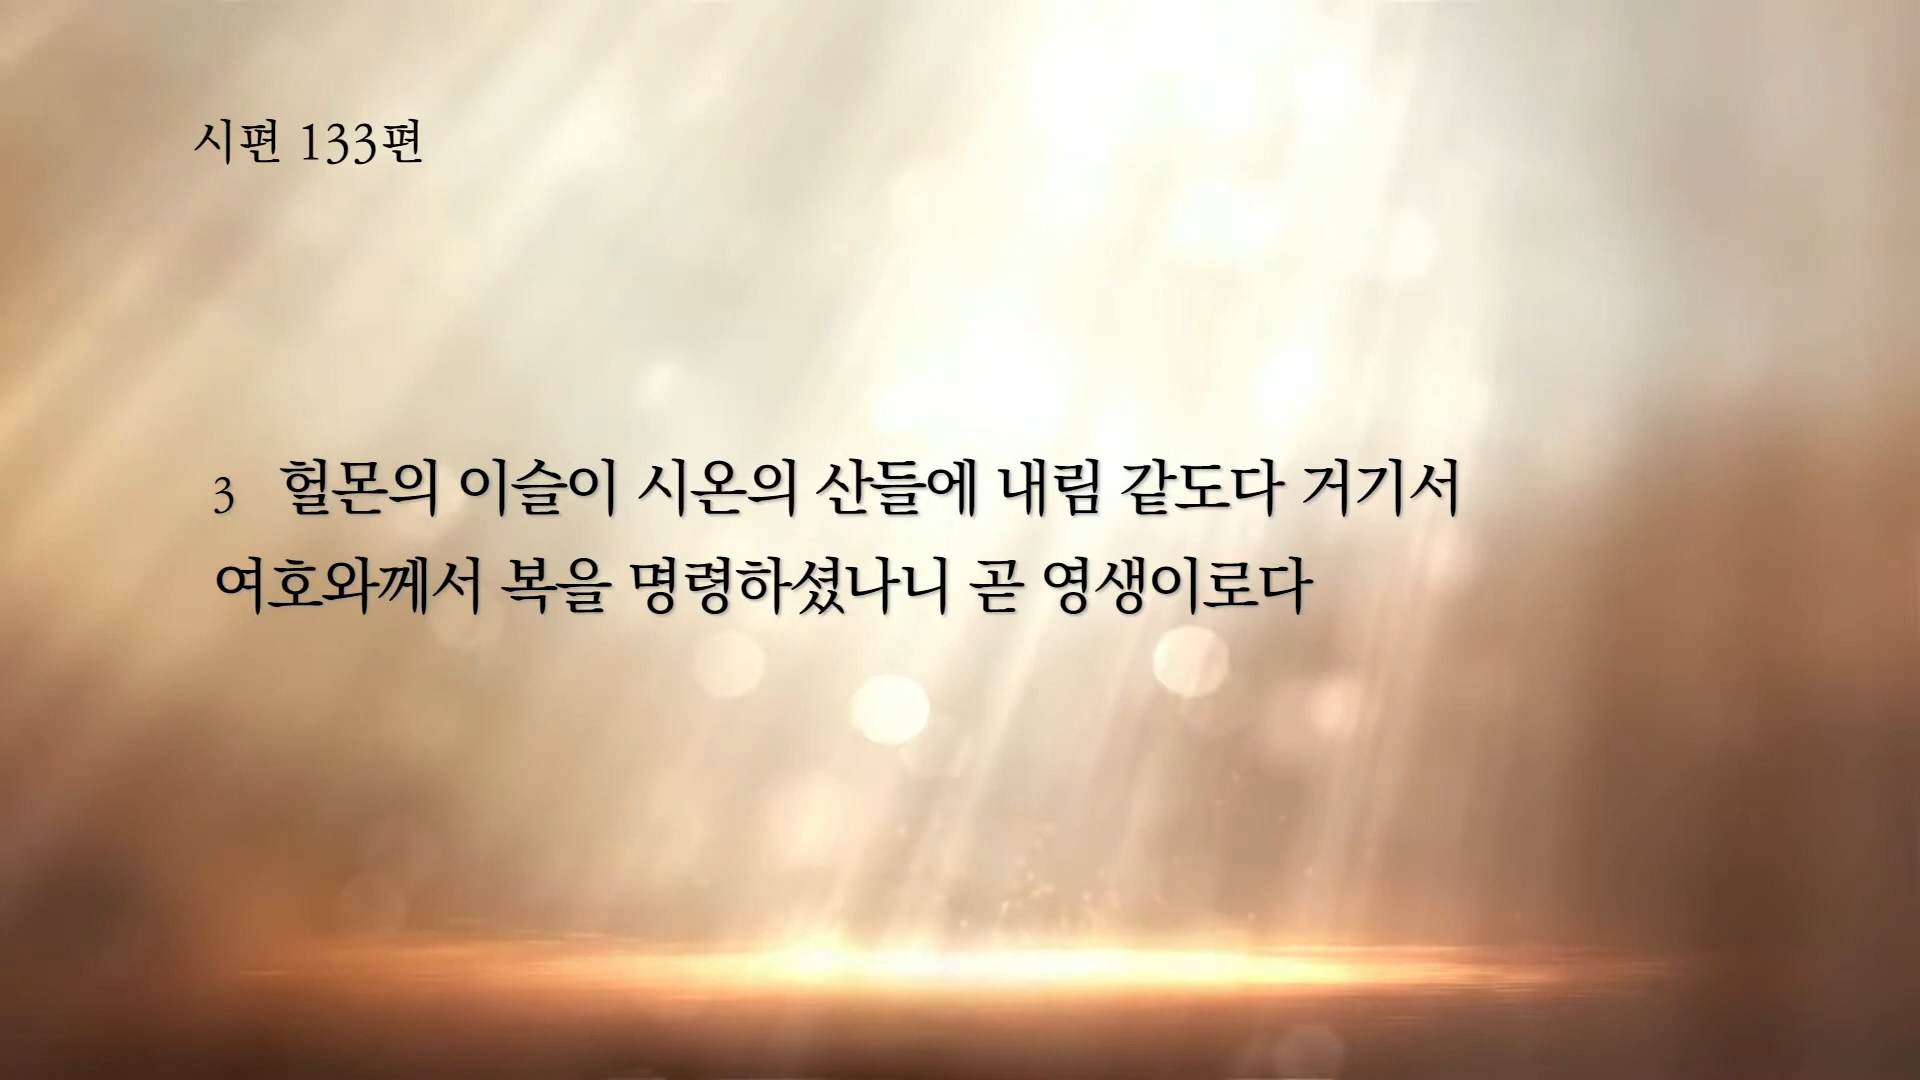 시편 133편
3 헐몬의 이슬이 시온의 산들에 내림 같도다 거기서
여호와께서 복을 명령하셨나니 곧 영생이로다